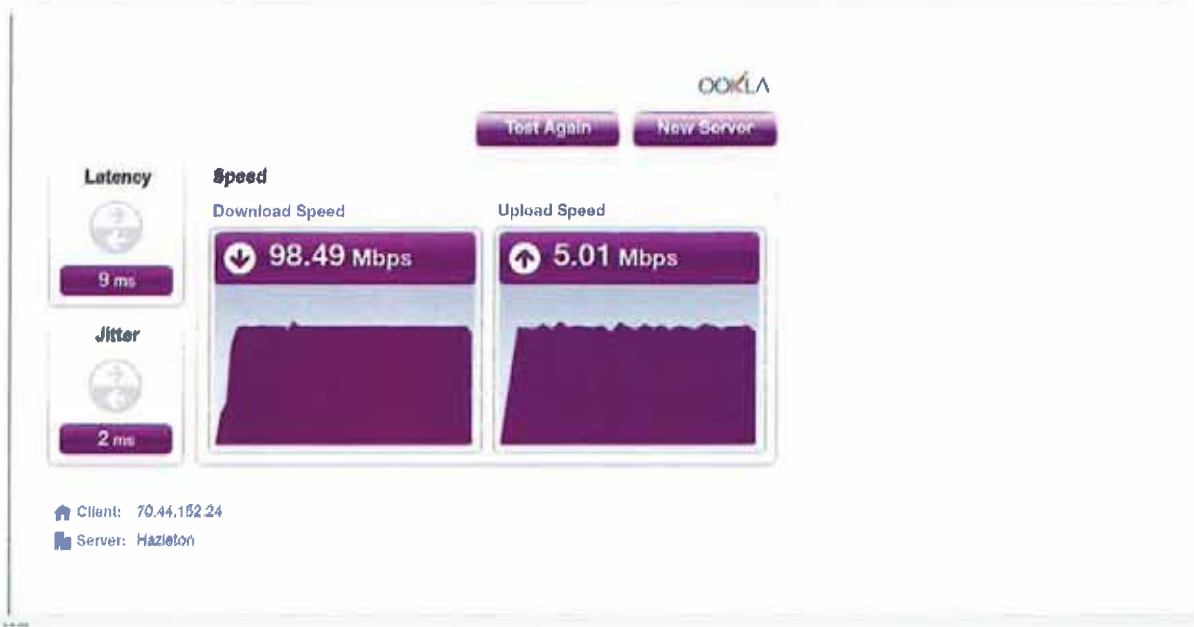 OOKLA
Test Again New Server
Latency
Speed
Download Speed Upload Speed
98.49 Mbps 5.01 Mbps
9 ms
Jitter
2 ms
Client: 70.44.152.24
Server: Hazleton